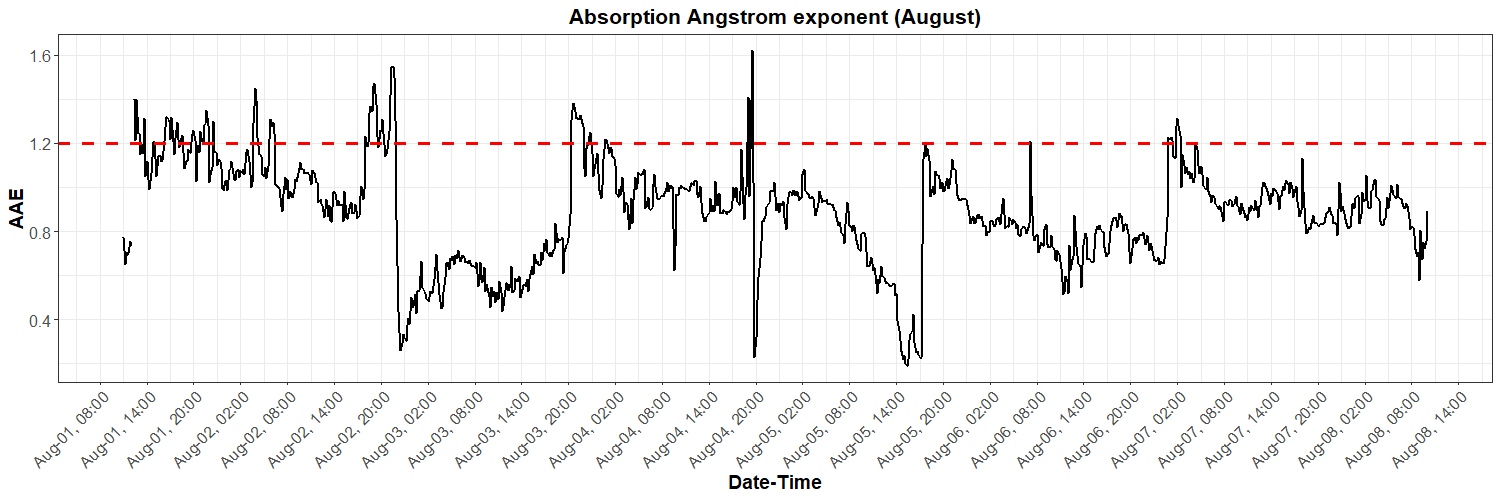 Absorption Angstrom exponent (August)
AAE
1.6
1.2
0.8
0.4
Aug-01, 08:00
Aug-01, 14:00
Aug-01, 20:00
Aug-02, 02:00
Aug-02, 08:00
Aug-02, 14:00
Aug-02, 20:00
Aug-03, 02:00
Aug-03, 08:00
Aug-03, 14:00
Aug-03, 20:00
Aug-04, 02:00
Aug-04, 08:00
Aug-04, 14:00
Aug-04, 20:00
Aug-05, 02:00
Aug-05, 08:00
Aug-05, 14:00
Aug-05, 20:00
Aug-06, 02:00
Aug-06, 08:00
Aug-06, 14:00
Aug-06, 20:00
Aug-07, 02:00
Aug-07, 08:00
Aug-07, 14:00
Aug-07, 20:00
Aug-08, 02:00
Aug-08, 08:00
Aug-08, 14:00
Date-Time